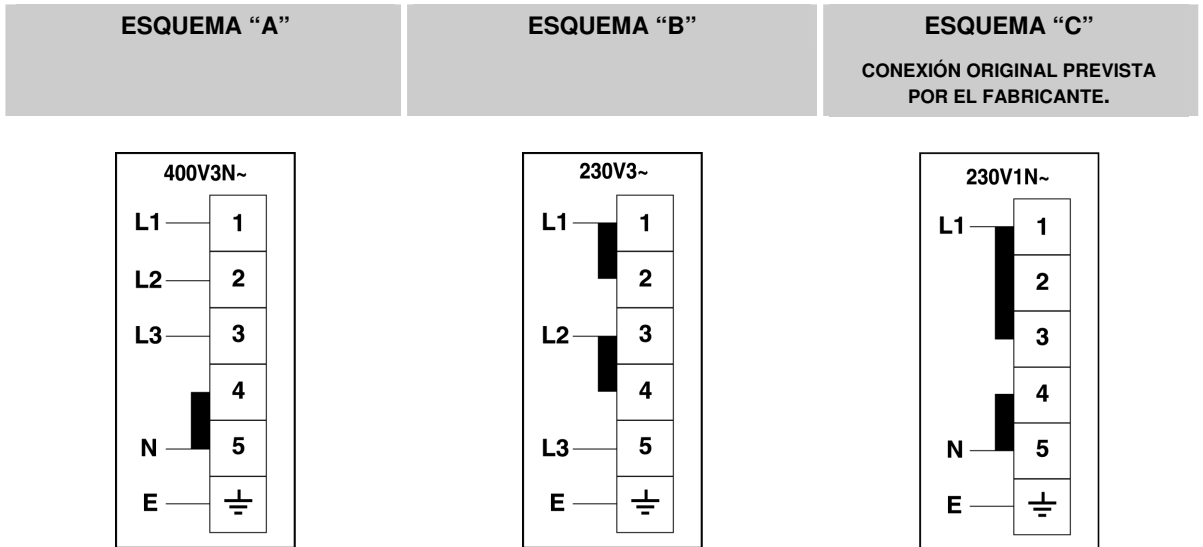 ESQUEMA “A”
400V3N~
L1 1
L2 2
L3 3
4
N 5
E
ESQUEMA “B”
230V3~
L1 1
2
L2 3
4
L3 5
E
ESQUEMA “C”
CONEXIÓN ORIGINAL PREVISTA
POR EL FABRICANTE.
230V1N~
L1 1
2
3
4
N 5
E